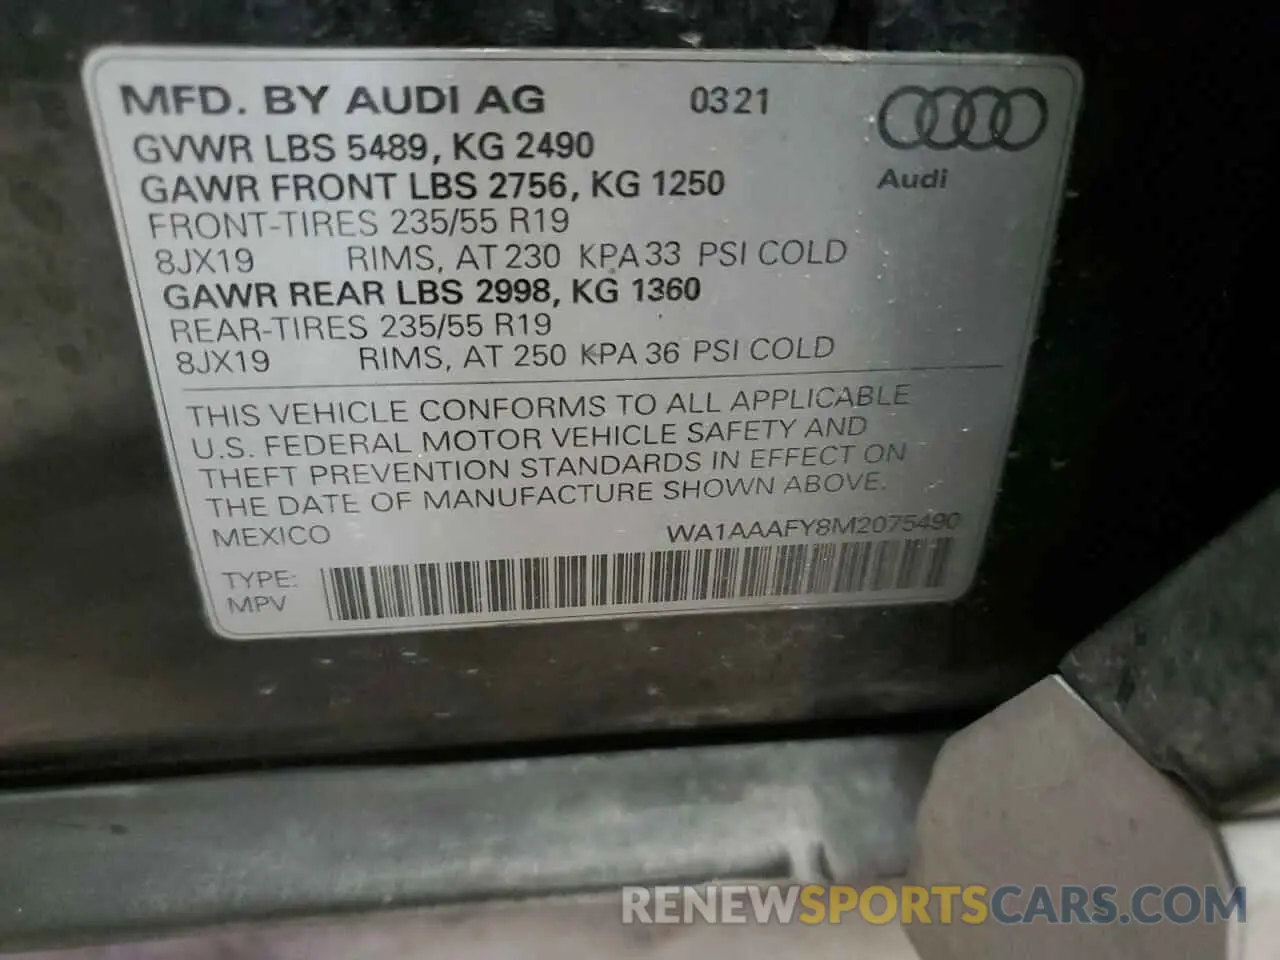 MFD. BY AUDI AG 03 21
GVWR LBS 5489, KG 2490
GAWR FRONT LBS 2756, KG 1250
Audi
FRONT-TIRES 235/55 R19
8JX19 RIMS, AT 230 KPA 33 PSI COLD
GAWR REAR LBS 2998, KG 1360
REAR-TIRES 235/55 R19
8JX19 RIMS, AT 250 KPA 36 PSI COLD
THIS VEHICLE CONFORMS TO ALL APPLICABLE
U.S. FEDERAL MOTOR VEHICLE SAFETY AND
THEFT PREVENTION STANDARDS IN EFFECT ON
THE DATE OF MANUFACTURE SHOWN ABOVE.
MEXICO WA1AAAFY8M2075490
TYPE:
MPV
RENEWSPORTSCARS.COM